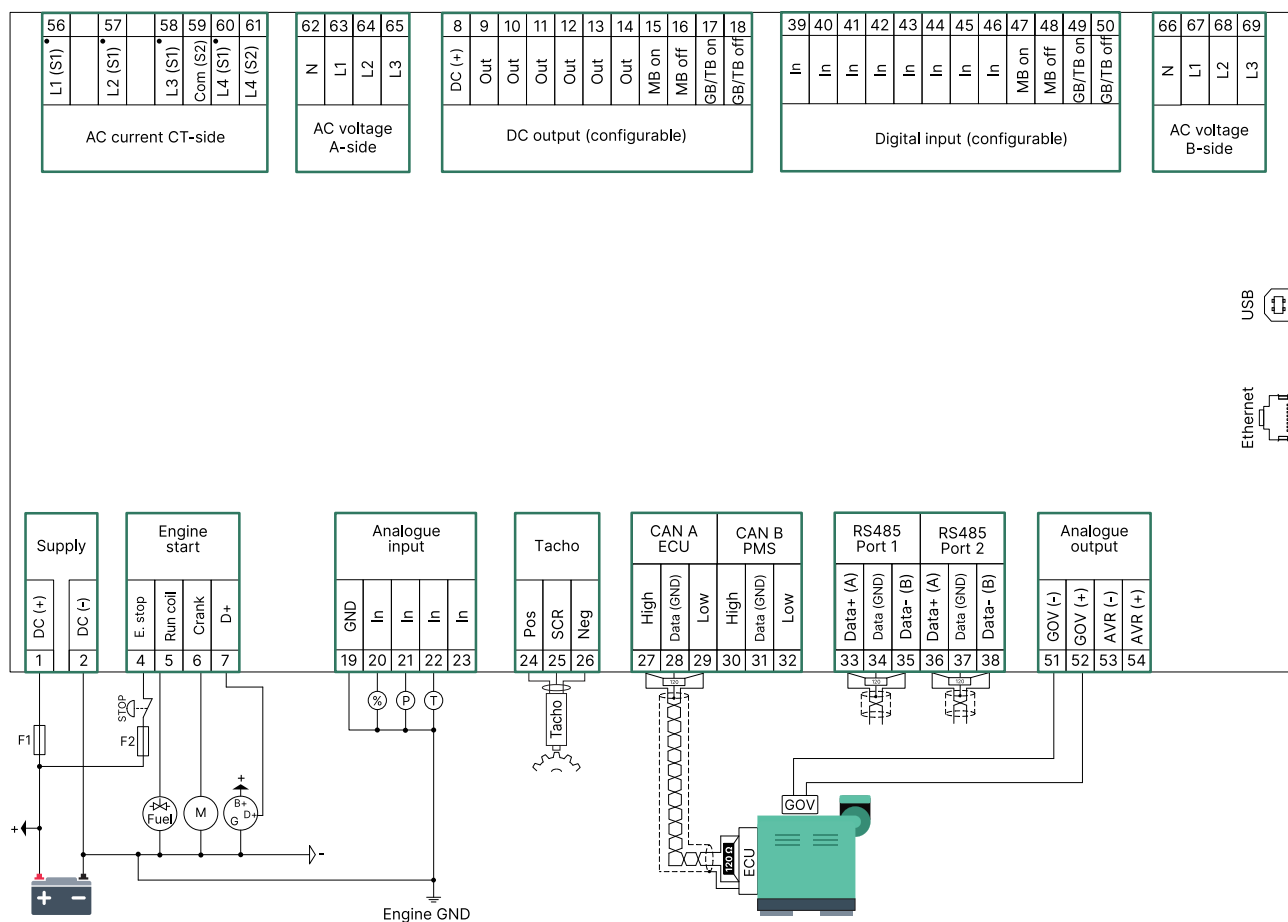 56 57 58 59 60 61
L1 (S1) L2 (S1) L3 (S1) Com (S2) L4 (S1) L4 (S2)
AC current CT-side
62 63 64 65
N L1 L2 L3
AC voltage
A-side
8 9 10 11 12 13 14 15 16 17 18
DC (+) Out Out Out Out Out Out MB on MB off GB/TB on GB/TB off
DC output (configurable)
39 40 41 42 43 44 45 46 47 48 49 50
In In In In In In In In MB on MB off GB/TB on GB/TB off
Digital input (configurable)
66 67 68 69
N L1 L2 L3
AC voltage
B-side
USB
Ethernet
Supply
DC (+) DC (-)
1 2
Engine
start
E. stop Run coil Crank D+
4 5 6 7
Analogue
input
GND In In In In
19 20 21 22 23
Tacho
Pos SCR Neg
24 25 26
CAN A
ECU
High Data (GND) Low
27 28 29
CAN B
PMS
High Data (GND) Low
30 31 32
RS485
Port 1
Data+ (A) Data (GND) Data- (B)
33 34 35
RS485
Port 2
Data+ (A) Data (GND) Data- (B)
36 37 38
Analogue
output
GOV (-) GOV (+) AVR (-) AVR (+)
51 52 53 54
120
120
120
STOP
F1
F2
% P T
Tacho
+
Fuel
M
B+
D+
G
+
-
+ -
Engine GND
120 Ω
ECU
GOV